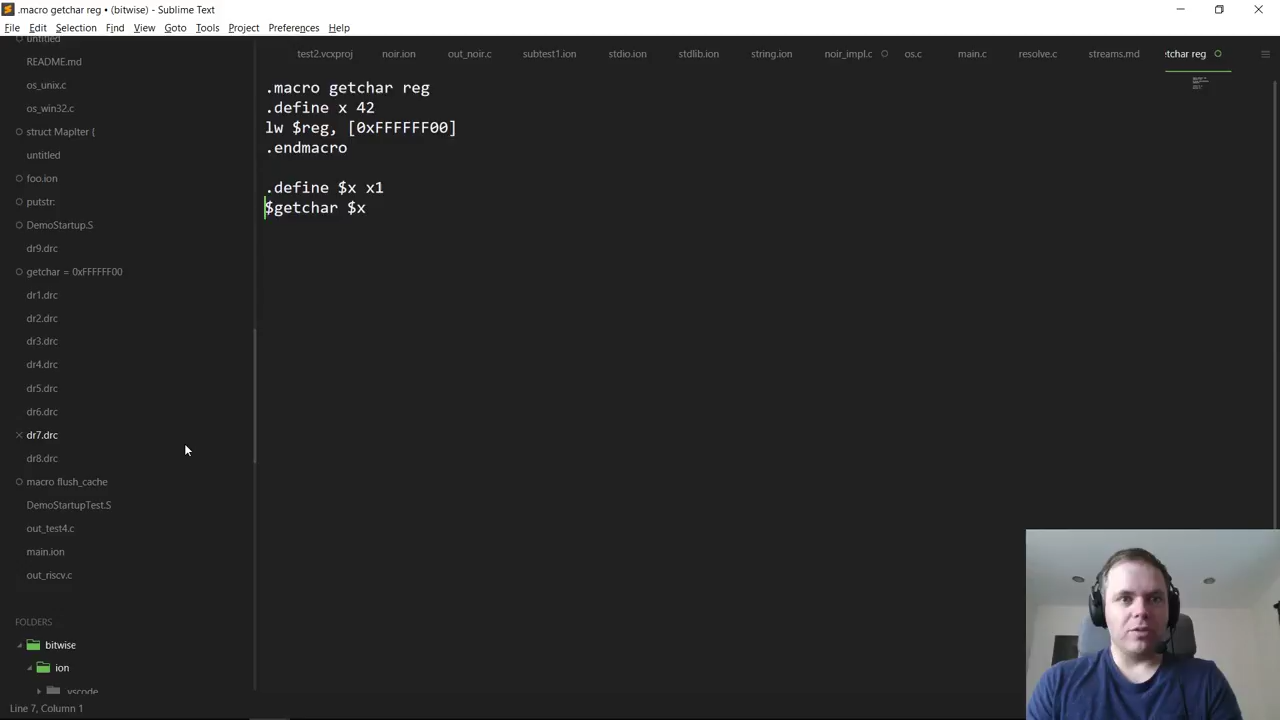 .macro getchar reg • (bitwise) - Sublime Text
File Edit Selection Find View Goto Tools Project Preferences Help
test2.vcxproj noir.ion out_noir.c subtest1.ion stdio.ion stdlib.ion string.ion noir_impl.c os.c main.c resolve.c streams.md etchar reg
untitled
README.md
os_unix.c
os_win32.c
struct MapIter {
untitled
foo.ion
putstr:
DemoStartup.S
dr9.drc
getchar = 0xFFFFFF00
dr1.drc
dr2.drc
dr3.drc
dr4.drc
dr5.drc
dr6.drc
dr7.drc
dr8.drc
macro flush_cache
DemoStartupTest.S
out_test4.c
main.ion
out_riscv.c
FOLDERS
bitwise
ion
vscode
.macro getchar reg
.define x 42
lw $reg, [0xFFFFFF00]
.endmacro
.define $x x1
$getchar $x
Line 7, Column 1